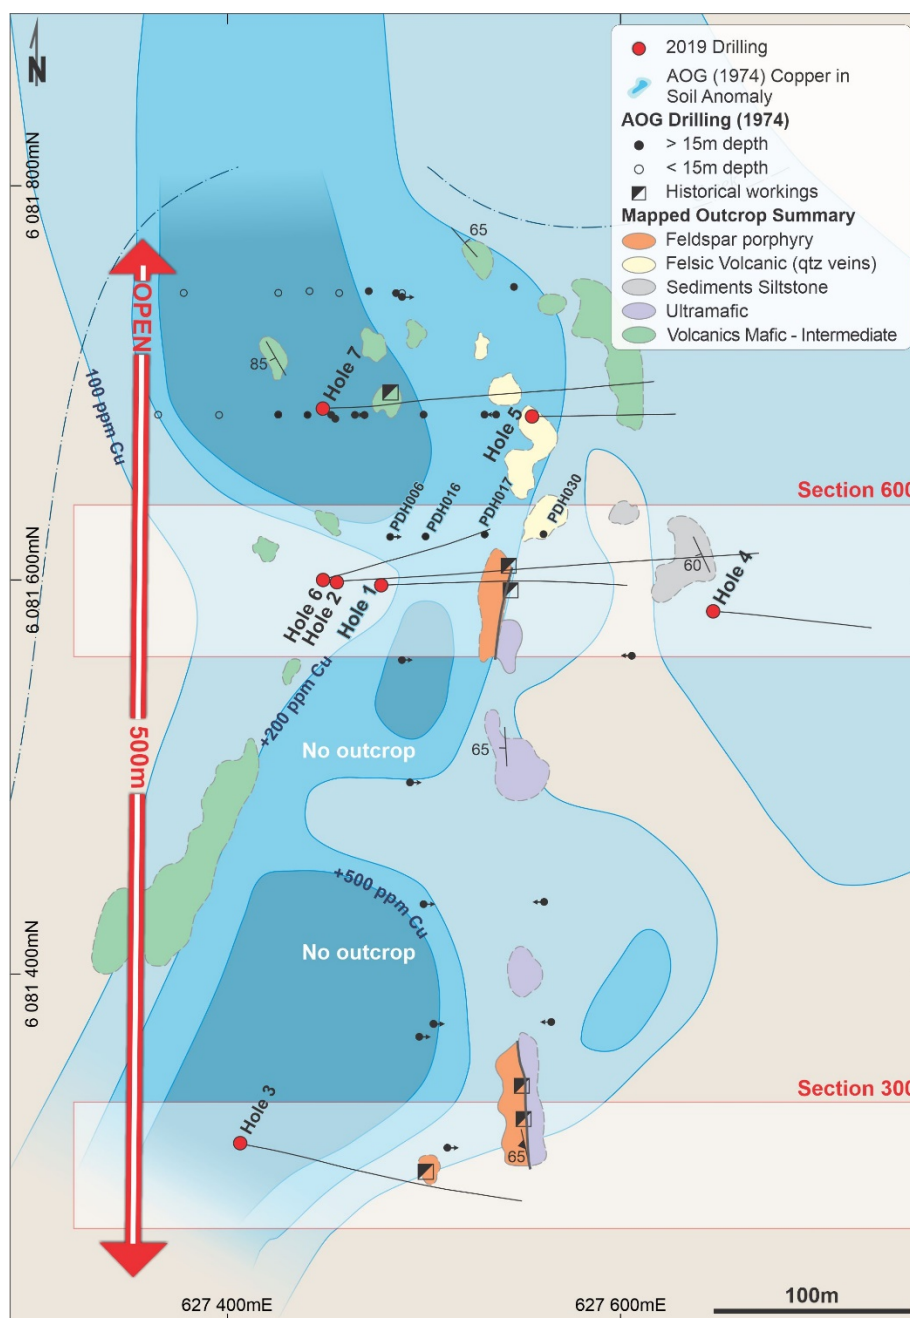 N
2019 Drilling
AOG (1974) Copper in
Soil Anomaly
AOG Drilling (1974)
> 15m depth
< 15m depth
Historical workings
Mapped Outcrop Summary
Feldspar porphyry
Felsic Volcanic (qtz veins)
Sediments Siltstone
Ultramafic
Volcanics Mafic - Intermediate
6 081 800mN
65
OPEN
85
Hole 7
100 ppm Cu
Hole 5
Section 600
PDH006
PDH016
PDH017
PDH030
6 081 600mN
60
Hole 6
Hole 2
Hole 1
Hole 4
+200 ppm Cu
No outcrop
65
500m
+500 ppm Cu
No outcrop
6 081 400mN
Section 300
Hole 3
65
627 400mE
627 600mE
100m